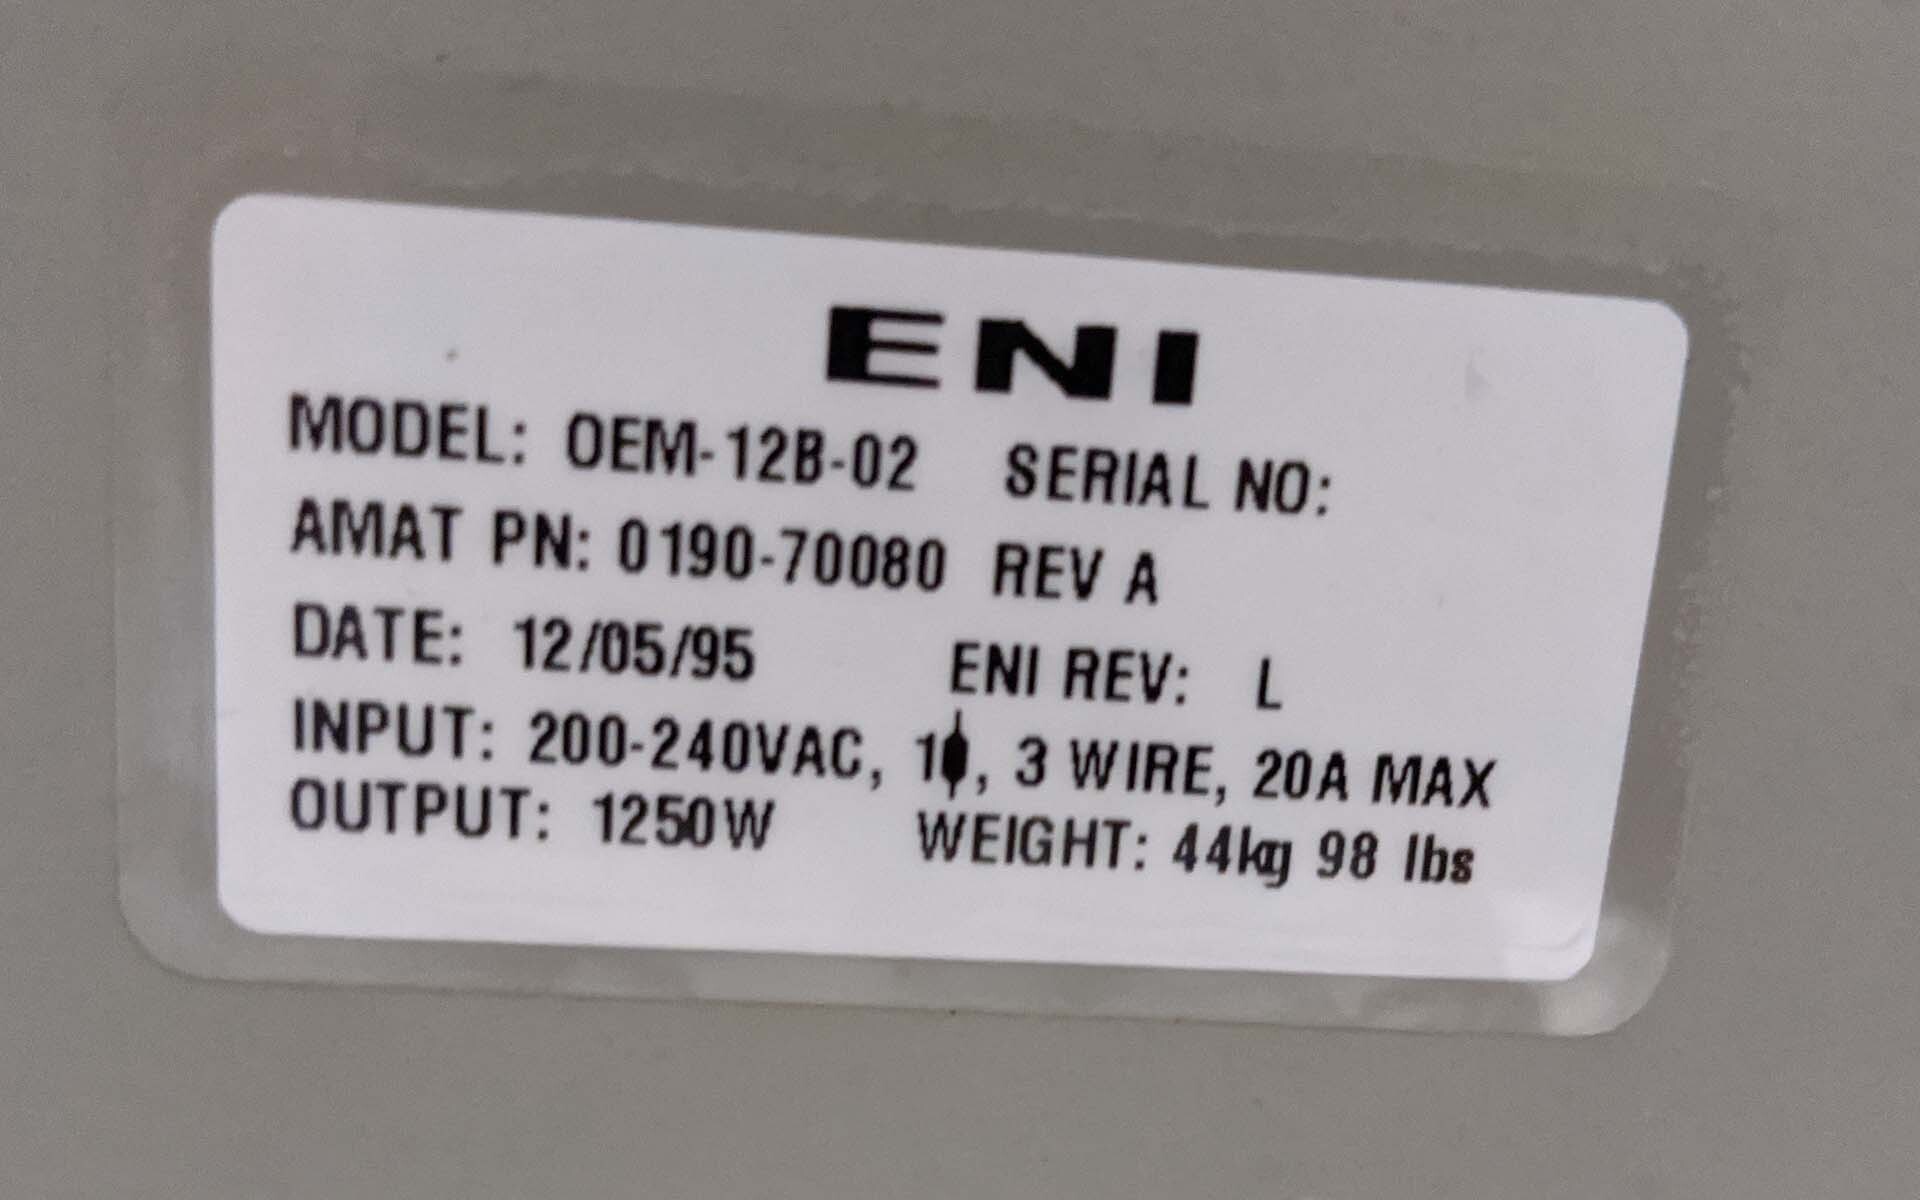 ENI
MODEL: OEM-12B-02 SERIAL NO:
AMAT PN: 0190-70080 REV A
DATE: 12/05/95 ENI REV: L
INPUT: 200-240VAC, 1ϕ, 3 WIRE, 20A MAX
OUTPUT: 1250W WEIGHT: 44kg 98 lbs